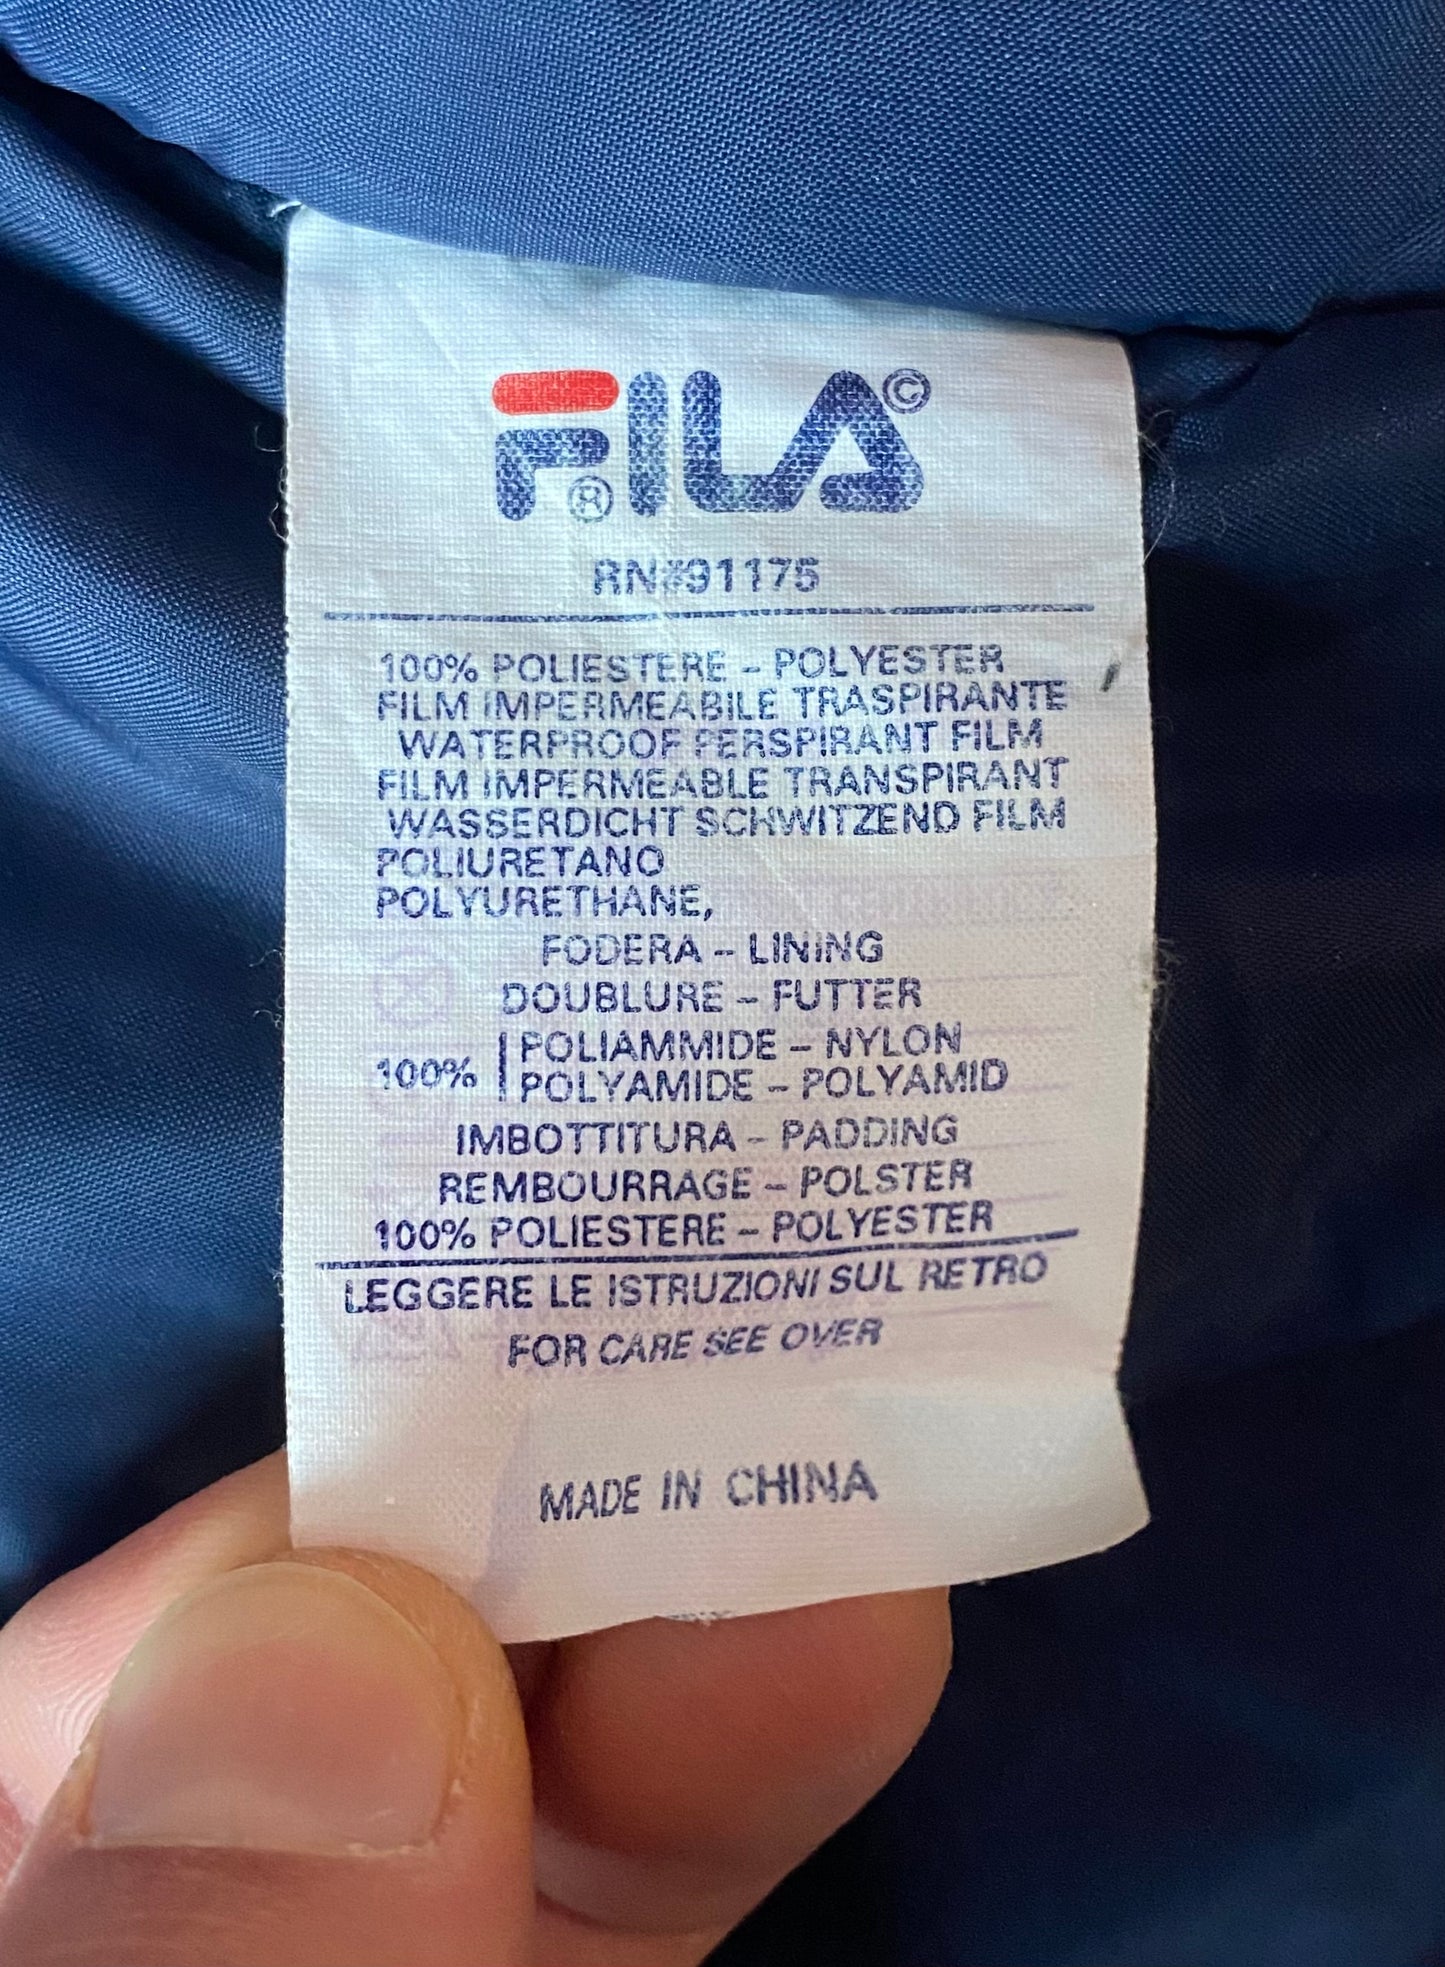 FILA©
®
RN#91175
100% POLIESTERE – POLYESTER
FILM IMPERMEABILE TRASPIRANTE
WATERPROOF PERSPIRANT FILM
FILM IMPERMEABLE TRANSPIRANT
WASSERDICHT SCHWITZEND FILM
POLIURETANO
POLYURETHANE,
FODERA – LINING
DOUBLURE – FUTTER
100% | POLIAMMIDE – NYLON
POLYAMIDE – POLYAMID
IMBOTTITURA – PADDING
REMBOURRAGE – POLSTER
100% POLIESTERE – POLYESTER
LEGGERE LE ISTRUZIONI SUL RETRO
FOR CARE SEE OVER
MADE IN CHINA